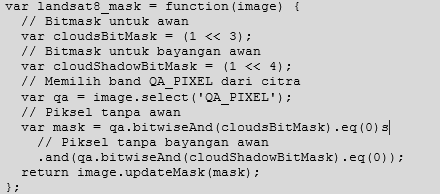 var landsat8_mask = function(image) {
// Bitmask untuk awan
var cloudsBitMask = (1 << 3);
// Bitmask untuk bayangan awan
var cloudShadowBitMask = (1 << 4);
// Memilih band QA_PIXEL dari citra
var qa = image.select('QA_PIXEL');
// Piksel tanpa awan
var mask = qa.bitwiseAnd(cloudsBitMask).eq(0)s
// Piksel tanpa bayangan awan
.and(qa.bitwiseAnd(cloudShadowBitMask).eq(0));
return image.updateMask(mask);
};